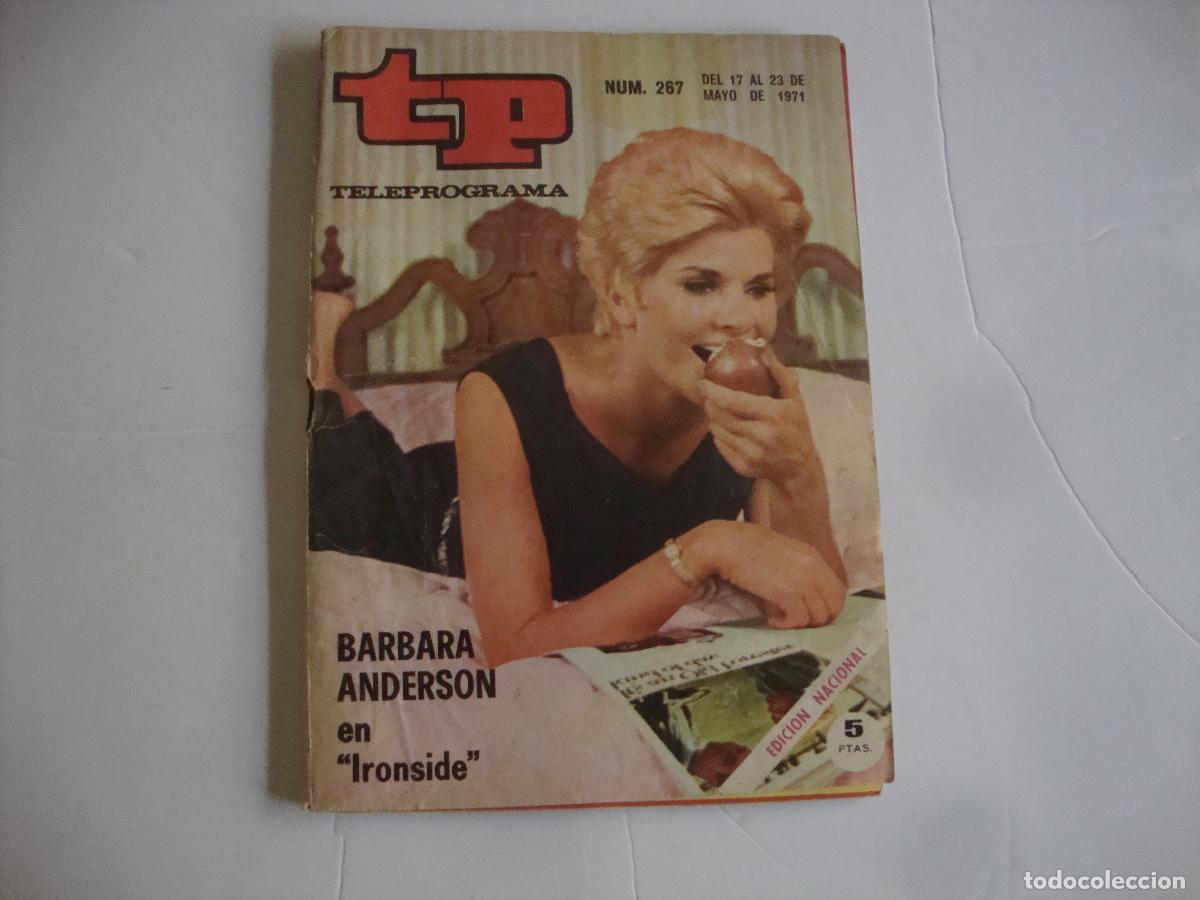 tp
TELEPROGRAMA
NUM. 267
DEL 17 AL 23 DE
MAYO DE 1971
BARBARA
ANDERSON
en
"Ironside"
EDICION NACIONAL
5
PTAS.
todocoleccion